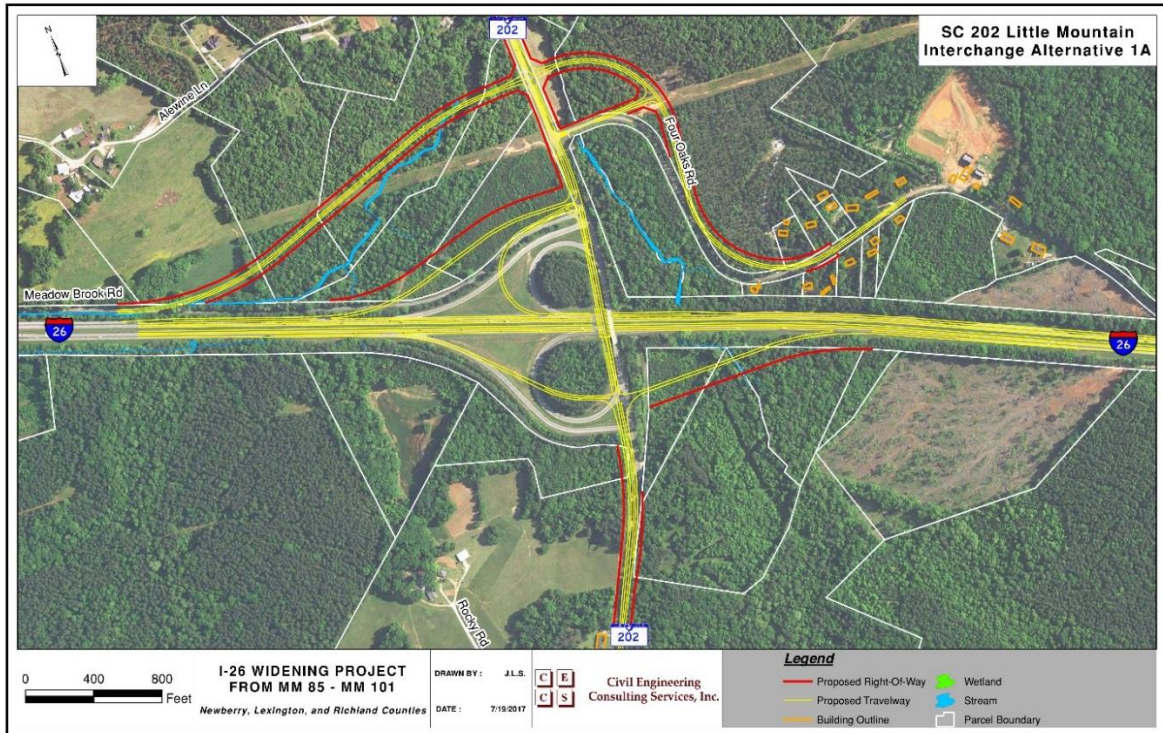 202
N
SC 202 Little Mountain
Interchange Alternative 1A
Alewine Ln
Four Oaks Rd.
Meadow Brook Rd
26
26
Rocky Rd
202
0 400 800
Feet
I-26 WIDENING PROJECT
FROM MM 85 - MM 101
Newberry, Lexington, and Richland Counties
DRAWN BY : J.L.S.
DATE : 7/19/2017
C E
C S
Civil Engineering
Consulting Services, Inc.
Legend
Proposed Right-Of-Way
Proposed Travelway
Building Outline
Wetland
Stream
Parcel Boundary